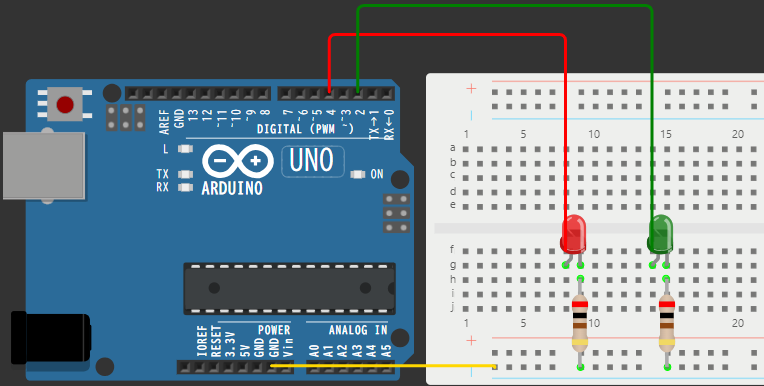 AREF
GND
13
12
~11
~10
~9
8
7
~6
~5
4
~3
2
TX→1
RX←0
DIGITAL (PWM ~)
L
TX
RX
ON
UNO
ARDUINO
IOREF
RESET
3.3V
5V
GND
GND
Vin
POWER
A0
A1
A2
A3
A4
A5
ANALOG IN
+
|
1 5 10 15 20
a
b
c
d
e
f
g
h
i
j
1 5 10 20
+
|